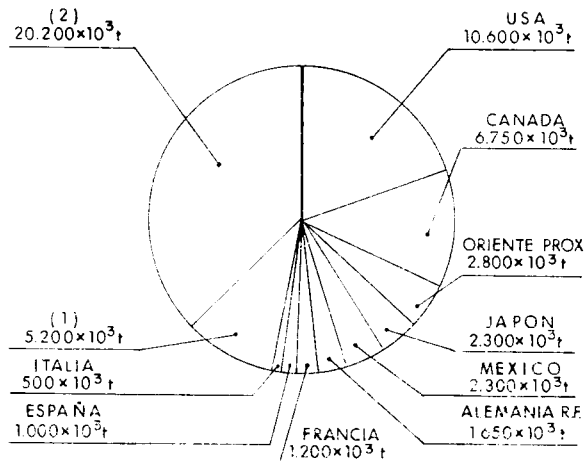 (2)
20.200×10³t
USA
10.600×10³t
CANADA
6.750×10³t
ORIENTE PROX
2.800×10³t
JAPON
2.300×10³t
MEXICO
2.300×10³t
ALEMANIA R.F.
1.650×10³t
FRANCIA
1.200×10³t
ESPAÑA
1.000×10³t
ITALIA
500×10³t
(1)
5.200×10³t